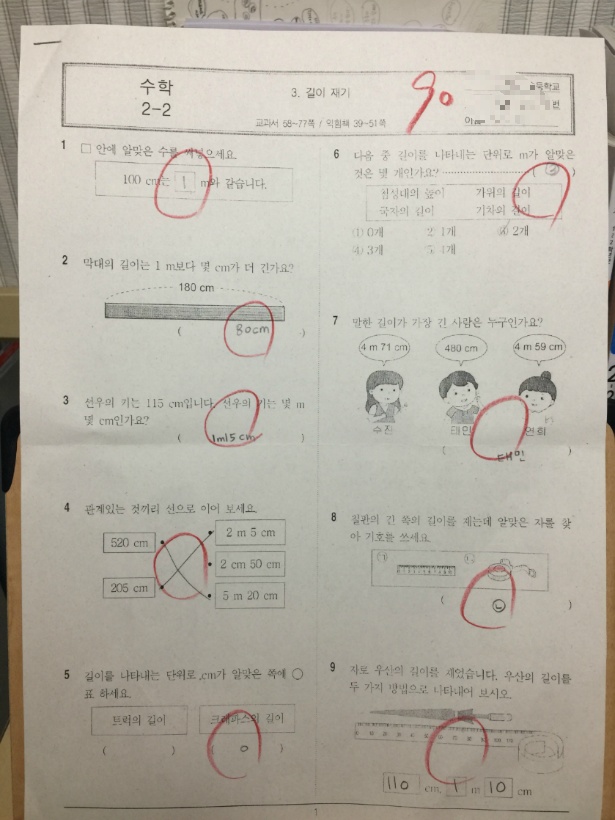 수학
2-2
3. 길이 재기
교과서 58~77쪽 / 익힘책 39~51쪽
90
등학교
번
1 □ 안에 알맞은 수를 써넣으세요.
100 cm는 1 m와 같습니다.
2 막대의 길이는 1 m보다 몇 cm가 더 긴가요?
180 cm
( 80cm )
3 선우의 키는 115 cm입니다. 선우의 키는 몇 m
몇 cm인가요?
( 1m15cm )
4 관계있는 것끼리 선으로 이어 보세요.
520 cm
205 cm
2 m 5 cm
2 cm 50 cm
5 m 20 cm
5 길이를 나타내는 단위로 cm가 알맞은 쪽에 ○
표 하세요.
트럭의 길이
크레파스의 길이
( ) ( ○ )
6 다음 중 길이를 나타내는 단위로 m가 알맞은
것은 몇 개인가요?
첨성대의 높이 가위의 길이
국자의 길이 기차의 길이
① 0개 ② 1개 ③ 2개
④ 3개
7 말한 길이가 가장 긴 사람은 누구인가요?
4 m 71 cm
480 cm
4 m 59 cm
수진
태민
연희
( 태민 )
8 칠판의 긴 쪽의 길이를 재는데 알맞은 자를 찾
아 기호를 쓰세요.
㉠ ㉡
( ㉡ )
9 자로 우산의 길이를 재었습니다. 우산의 길이를
두 가지 방법으로 나타내어 보시오.
110 cm, 1 m 10 cm
1